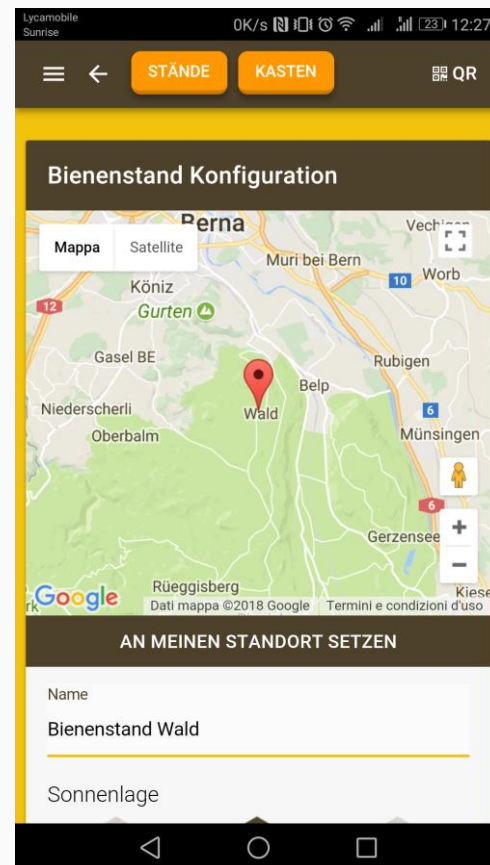 Lycamobile
Sunrise
0K/s 23 12:27
STÄNDE KASTEN QR
Bienenstand Konfiguration
Berna
Mappa Satellite
Muri bei Bern
10 Worb
Köniz
12
Gurten
Gasel BE
Rubigen
Belp
Niederscherli
Wald
6
Oberbalm
Münsingen
6
Gerzensee
+
−
Rüeggisberg
Google
Dati mappa ©2018 Google Termini e condizioni d'uso
AN MEINEN STANDORT SETZEN
Name
Bienenstand Wald
Sonnenlage